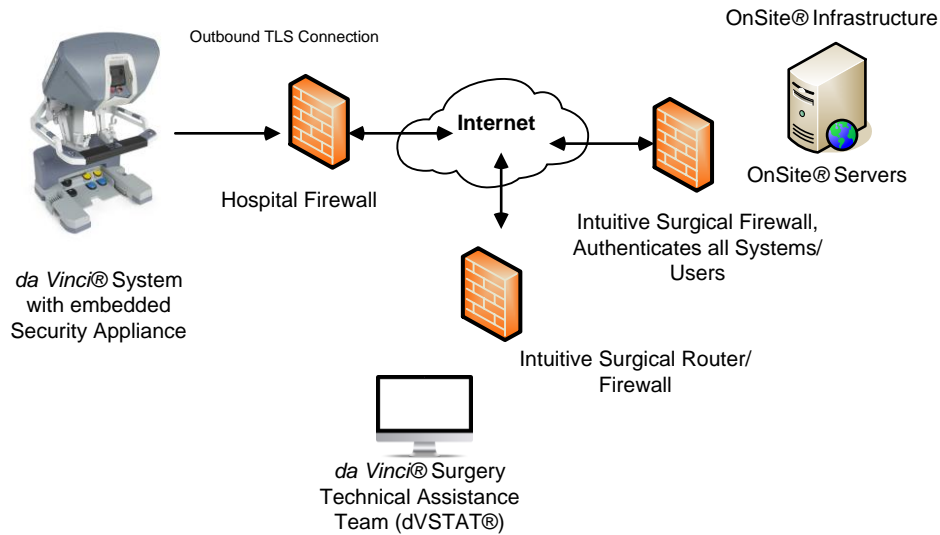 OnSite® Infrastructure
Outbound TLS Connection
Internet
Hospital Firewall
OnSite® Servers
Intuitive Surgical Firewall,
Authenticates all Systems/
Users
da Vinci® System
with embedded
Security Appliance
Intuitive Surgical Router/
Firewall
da Vinci® Surgery
Technical Assistance
Team (dVSTAT®)